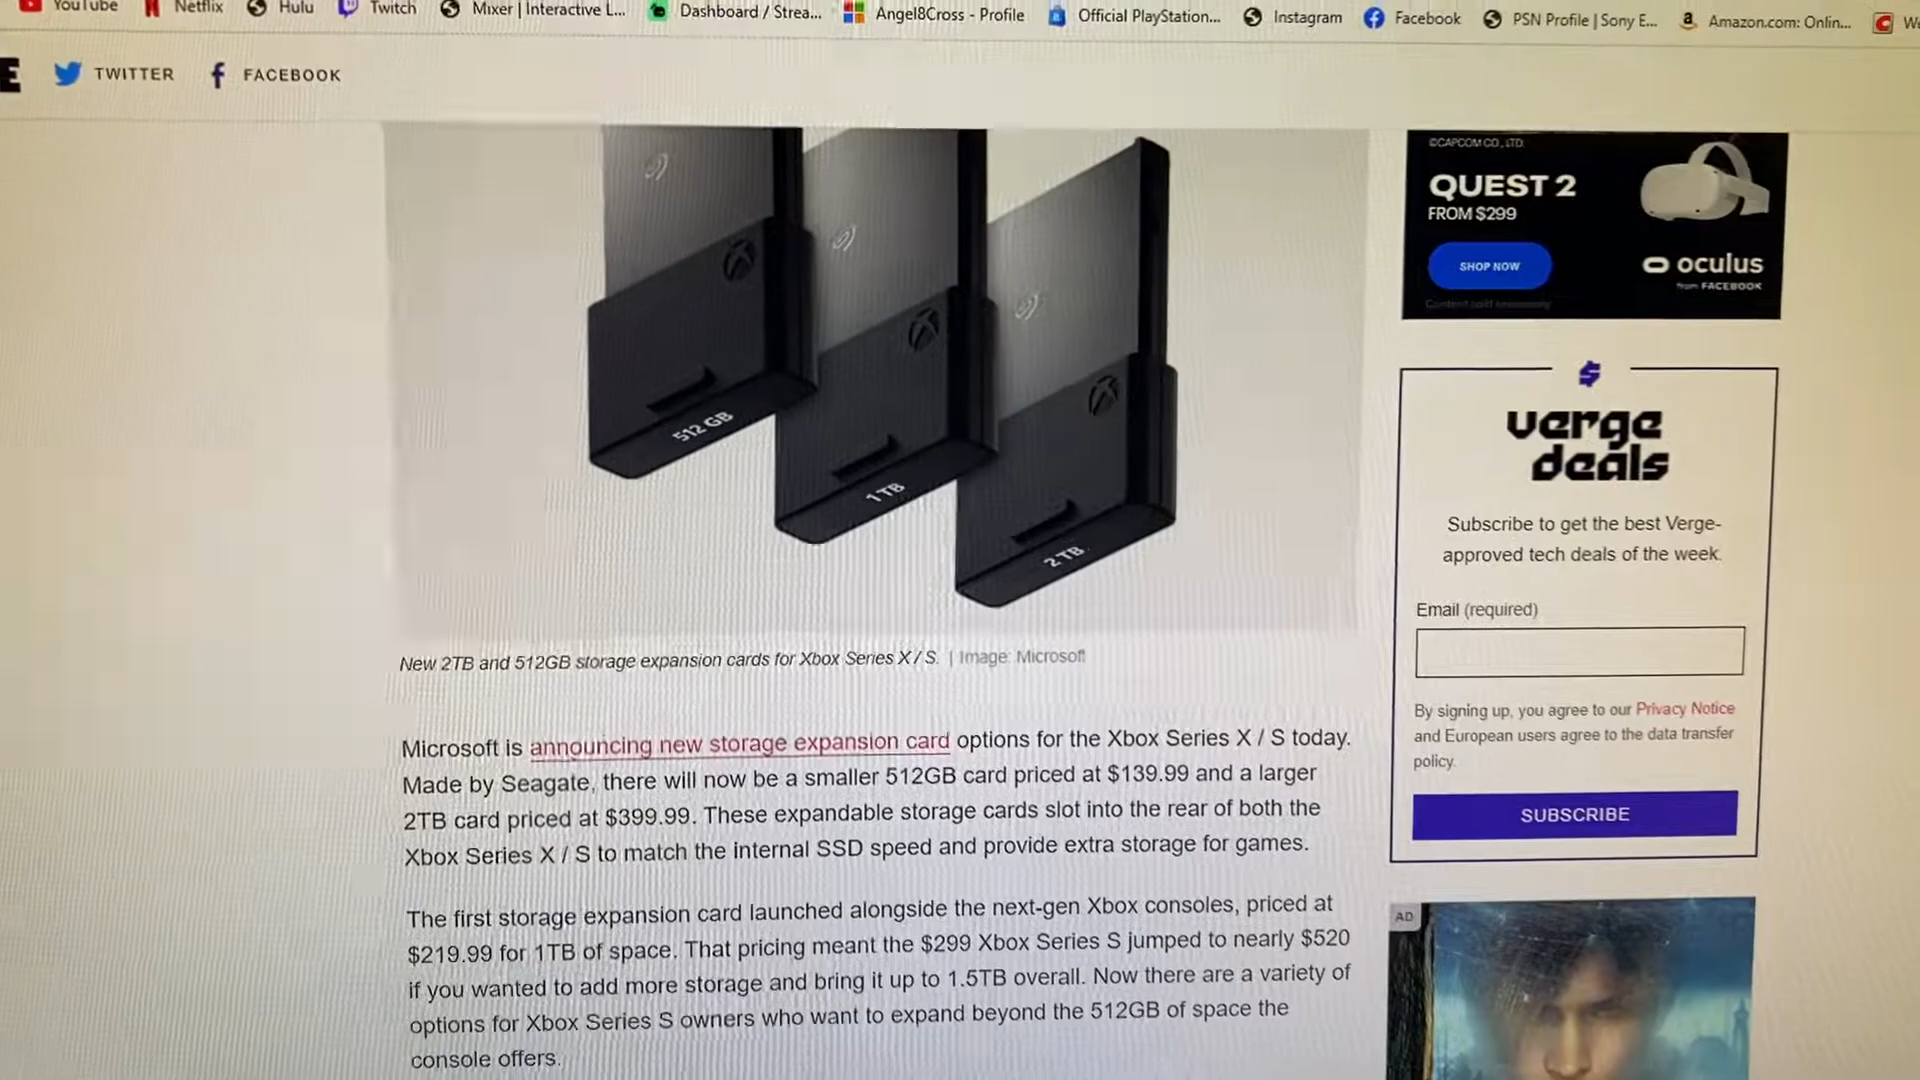 YouTube Netflix Hulu Twitch Mixer | Interactive L... Dashboard / Strea... Angel8Cross - Profile Official PlayStation... Instagram Facebook PSN Profile | Sony E... Amazon.com: Onlin...
E TWITTER FACEBOOK
©CAPCOM CO., LTD.
QUEST 2
FROM $299
SHOP NOW
oculus
from FACEBOOK
512 GB
1 TB
2 TB
New 2TB and 512GB storage expansion cards for Xbox Series X / S. | Image: Microsoft
Microsoft is announcing new storage expansion card options for the Xbox Series X / S today.
Made by Seagate, there will now be a smaller 512GB card priced at $139.99 and a larger
2TB card priced at $399.99. These expandable storage cards slot into the rear of both the
Xbox Series X / S to match the internal SSD speed and provide extra storage for games.
The first storage expansion card launched alongside the next-gen Xbox consoles, priced at
$219.99 for 1TB of space. That pricing meant the $299 Xbox Series S jumped to nearly $520
if you wanted to add more storage and bring it up to 1.5TB overall. Now there are a variety of
options for Xbox Series S owners who want to expand beyond the 512GB of space the
console offers.
$
verge
deals
Subscribe to get the best Verge-
approved tech deals of the week.
Email (required)
By signing up, you agree to our Privacy Notice
and European users agree to the data transfer
policy.
SUBSCRIBE
AD